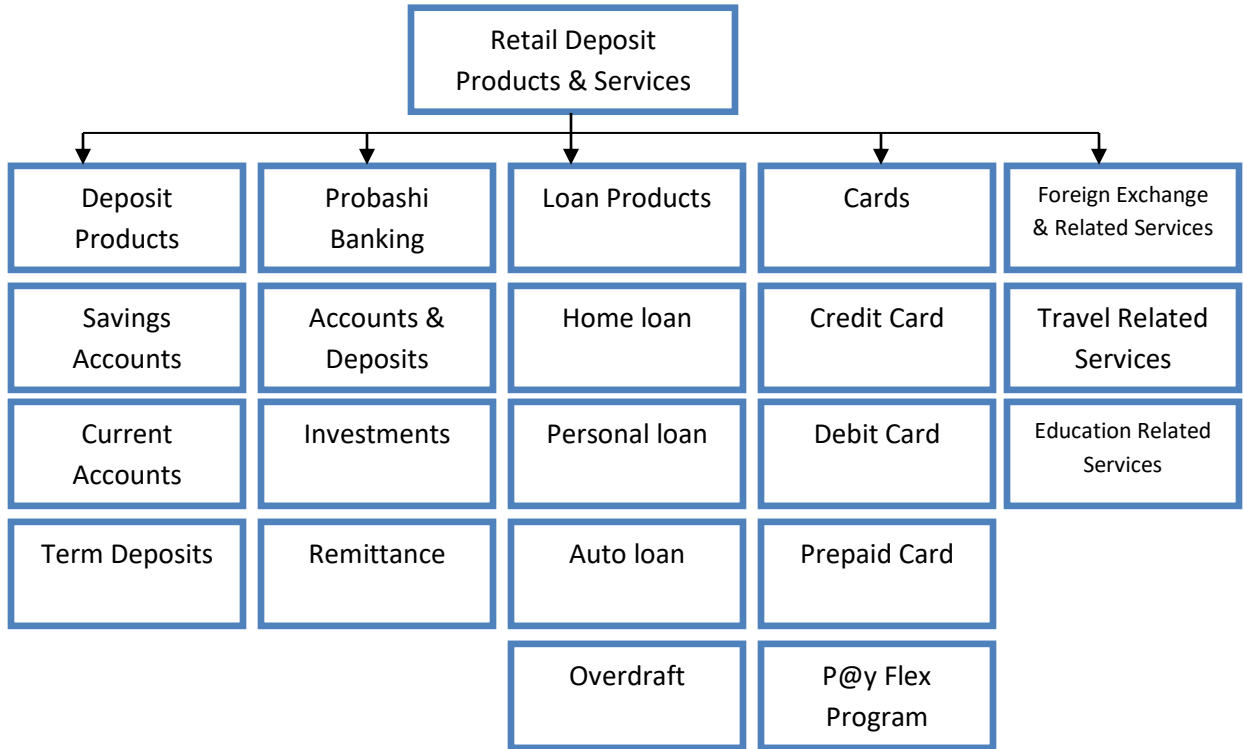 Retail Deposit
Products & Services
Deposit
Products
Probashi
Banking
Loan Products
Cards
Foreign Exchange
& Related Services
Savings
Accounts
Accounts &
Deposits
Home loan
Credit Card
Travel Related
Services
Current
Accounts
Investments
Personal loan
Debit Card
Education Related
Services
Term Deposits
Remittance
Auto loan
Prepaid Card
Overdraft
P@y Flex
Program